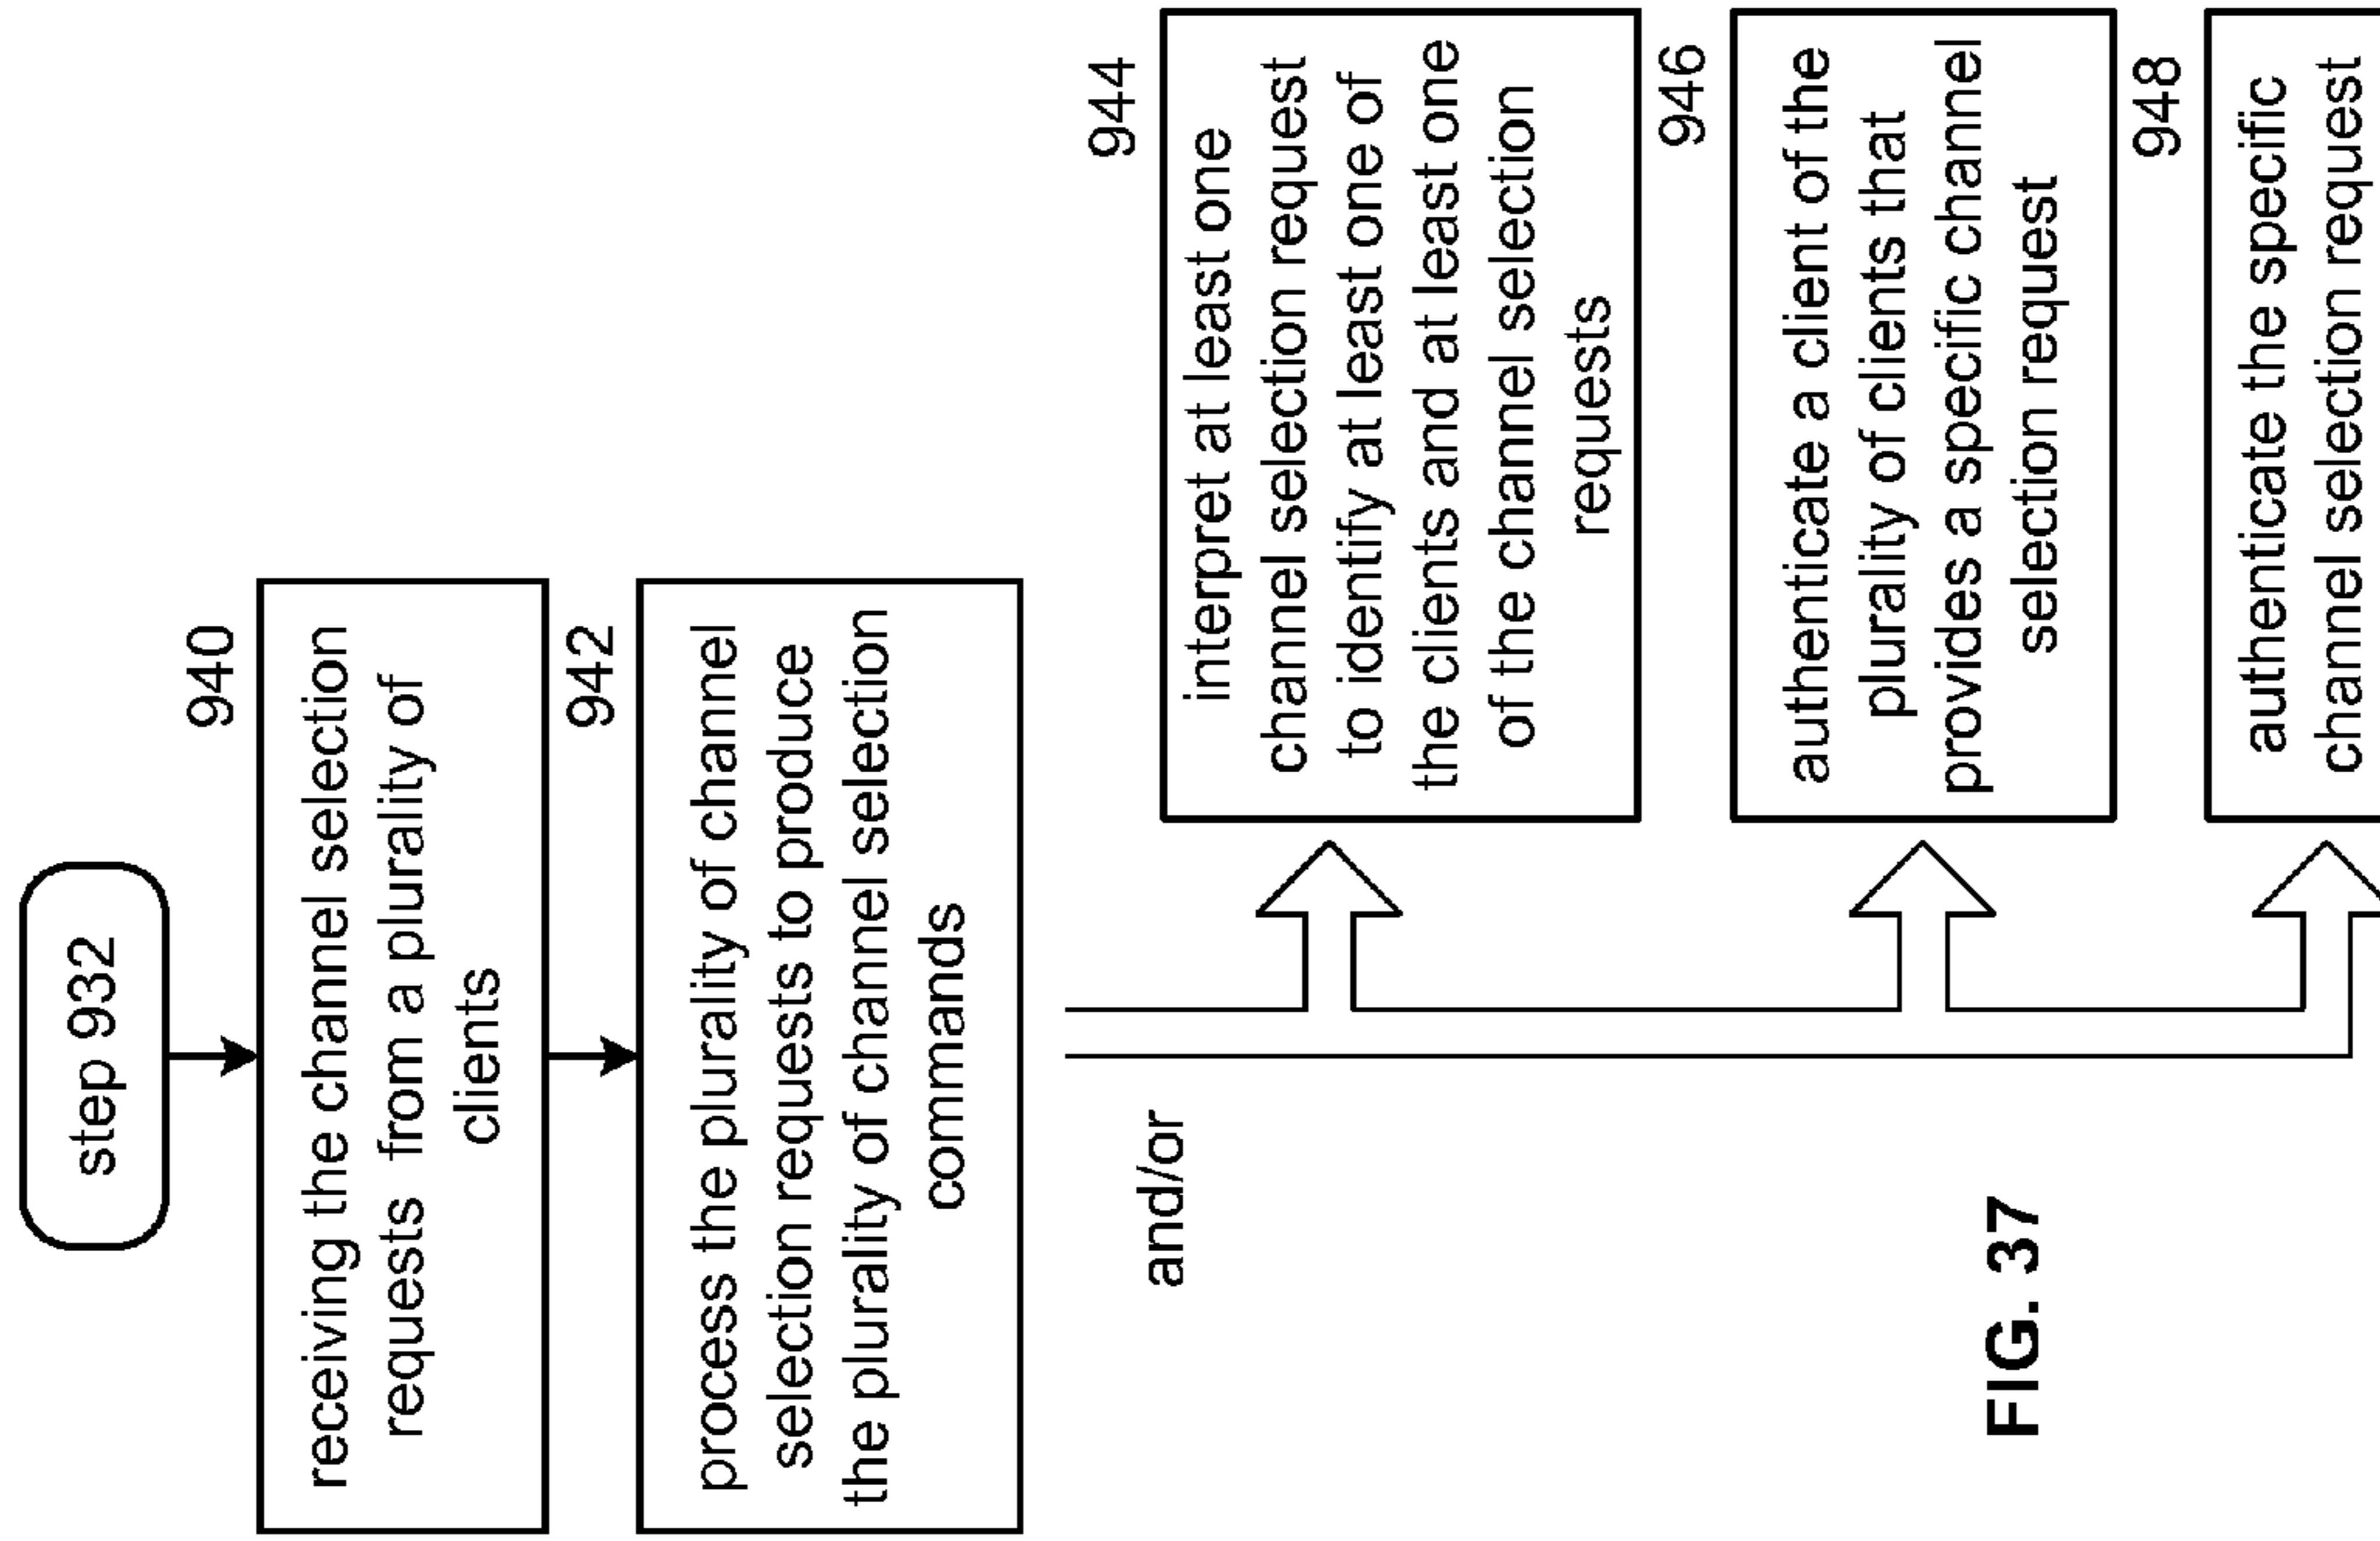 step 932
940
receiving the channel selection
requests from a plurality of
clients
942
process the plurality of channel
selection requests to produce
the plurality of channel selection
commands
and/or
944
interpret at least one
channel selection request
to identify at least one of
the clients and at least one
of the channel selection
requests
946
authenticate a client of the
plurality of clients that
provides a specific channel
selection request
948
authenticate the specific
channel selection request
FIG. 37